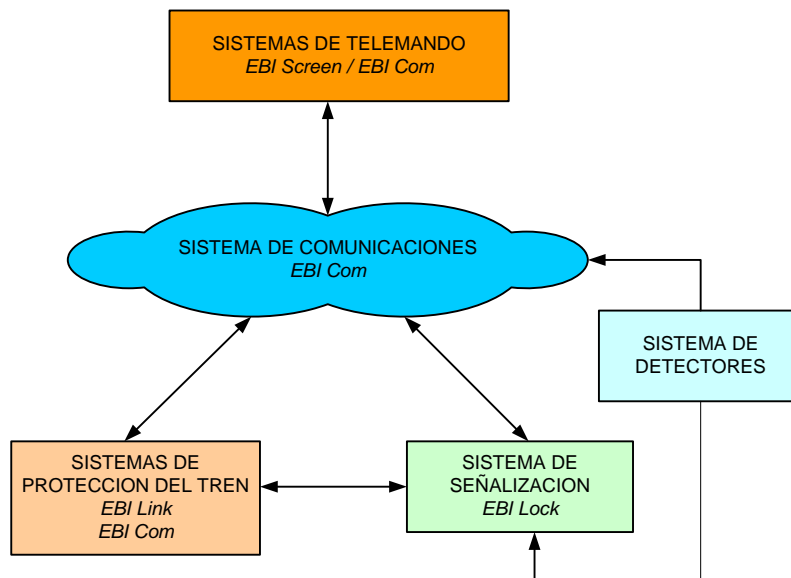 SISTEMAS DE TELEMANDO
EBI Screen / EBI Com
SISTEMA DE COMUNICACIONES
EBI Com
SISTEMA DE
DETECTORES
SISTEMAS DE
PROTECCION DEL TREN
EBI Link
EBI Com
SISTEMA DE
SEÑALIZACION
EBI Lock